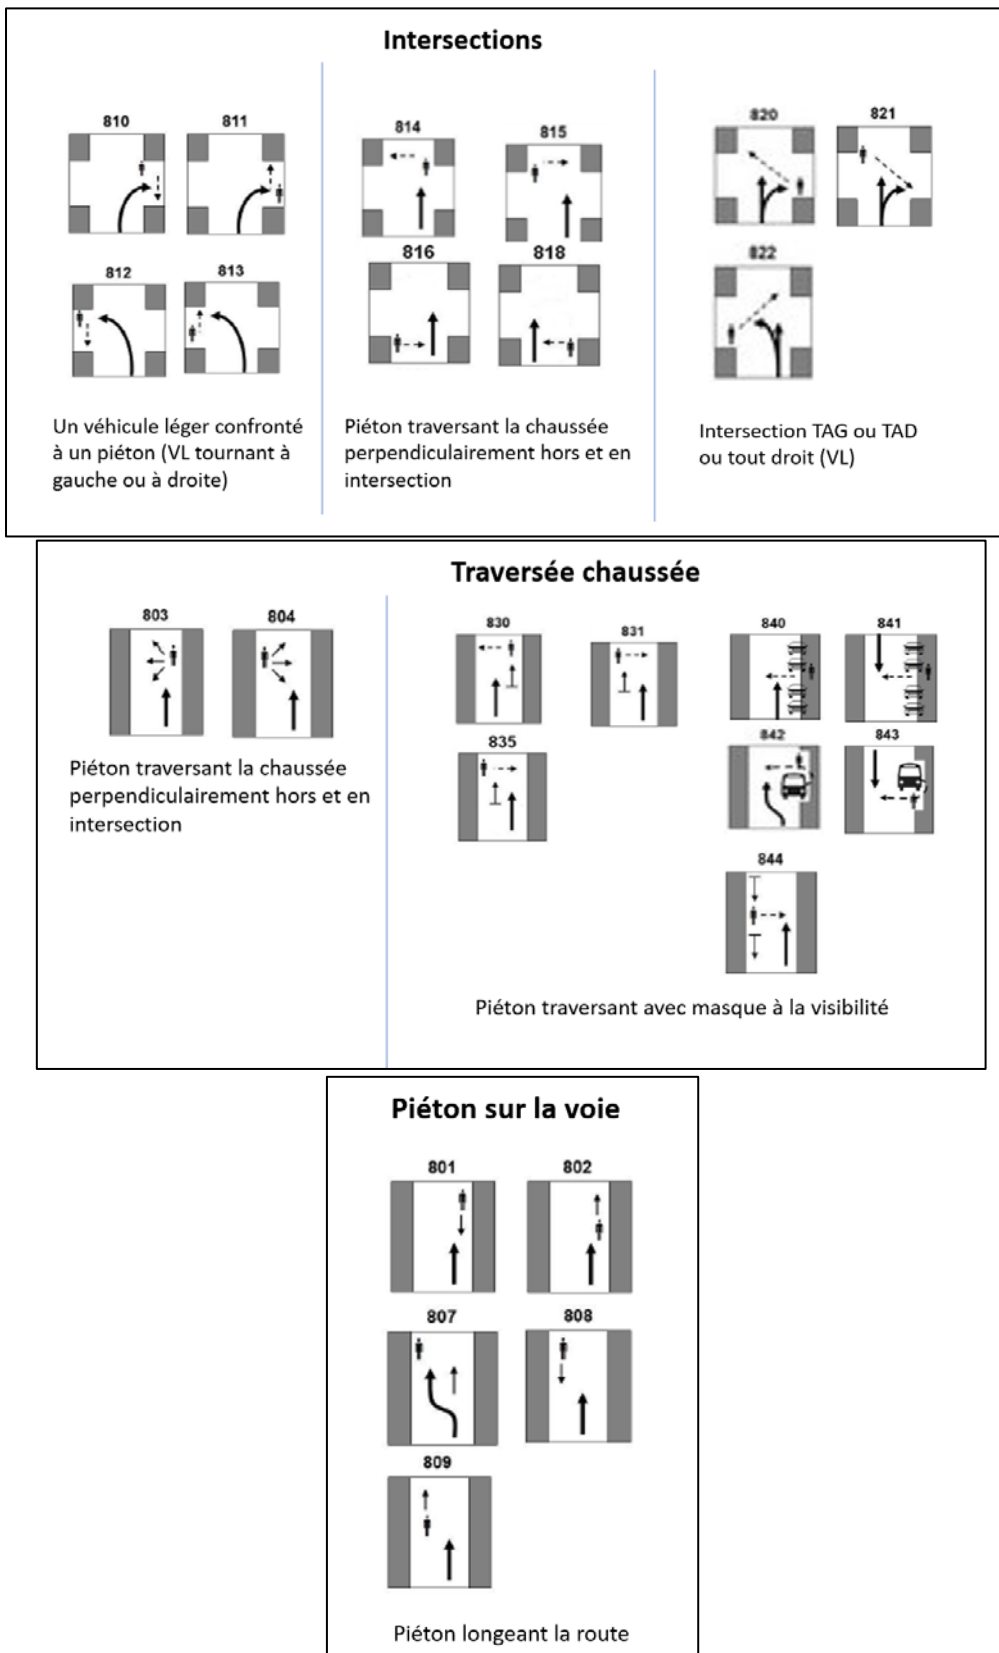 Intersections
810
811
812
813
Un véhicule léger confronté
à un piéton (VL tournant à
gauche ou à droite)
814
815
816
818
Piéton traversant la chaussée
perpendiculairement hors et en
intersection
820
821
822
Intersection TAG ou TAD
ou tout droit (VL)
Traversée chaussée
803
804
Piéton traversant la chaussée
perpendiculairement hors et en
intersection
830
831
840
841
835
842
843
844
Piéton traversant avec masque à la visibilité
Piéton sur la voie
801
802
807
808
809
Piéton longeant la route